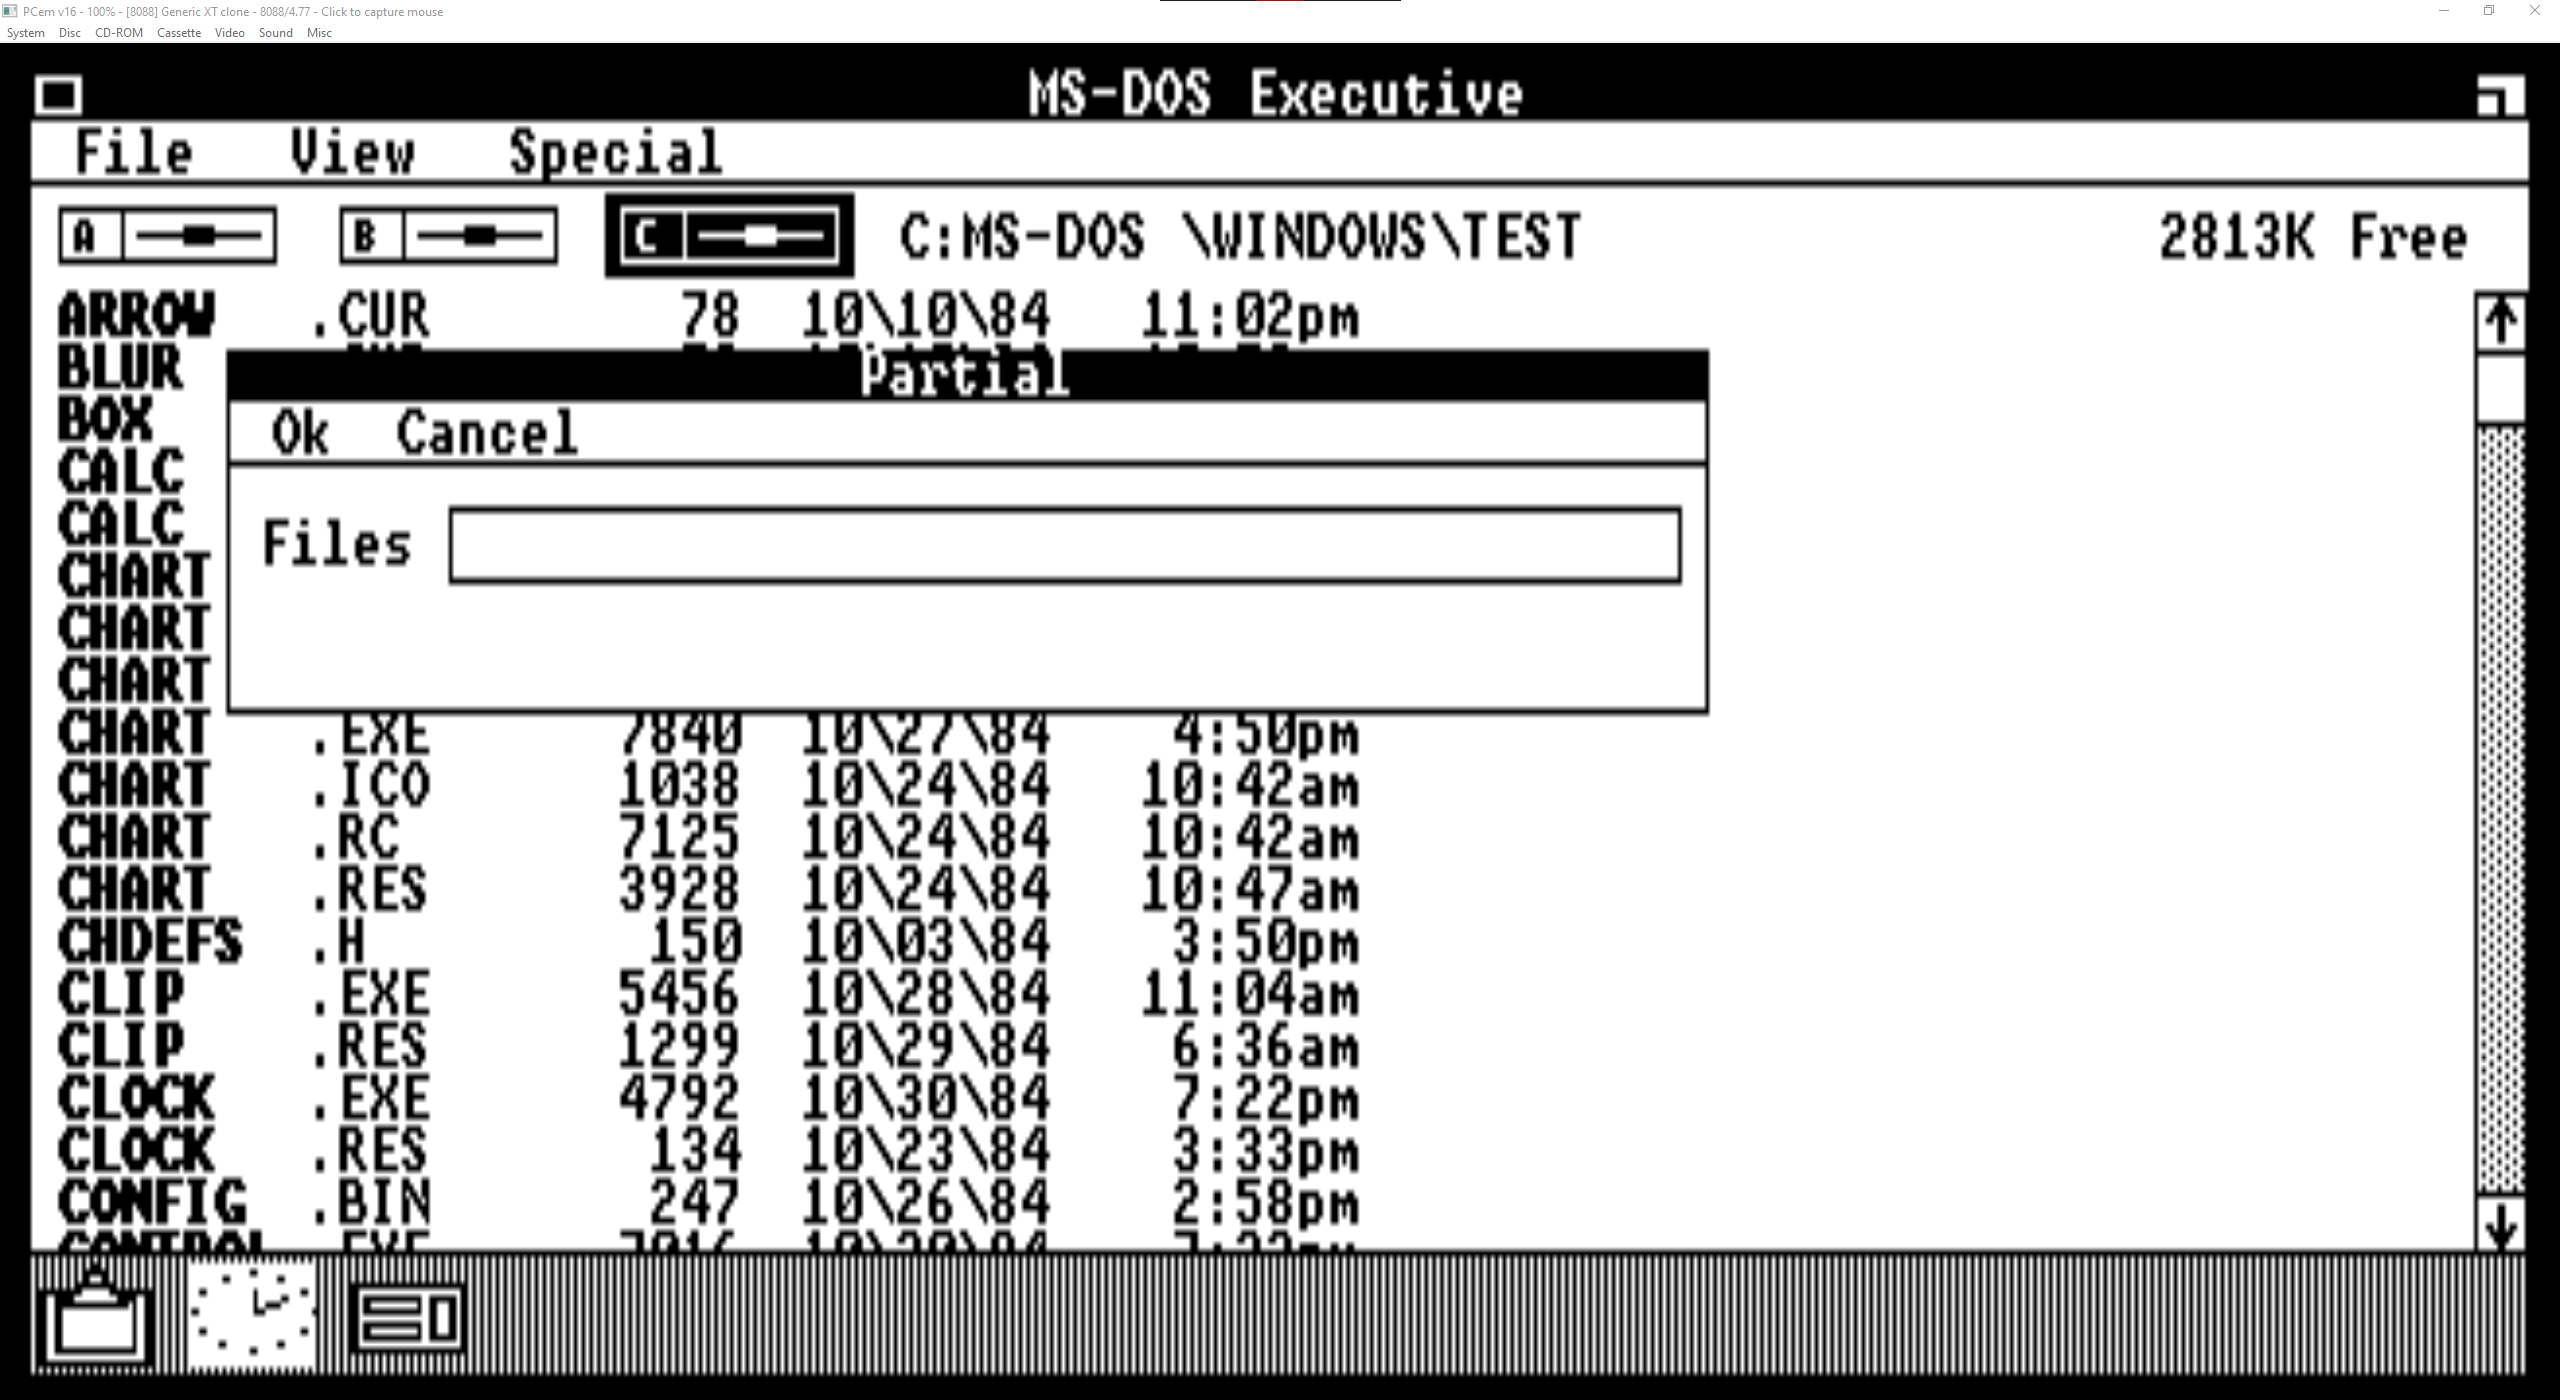 PCem v16 - 100% - [8088] Generic XT clone - 8088/4.77 - Click to capture mouse
System Disc CD-ROM Cassette Video Sound Misc
MS-DOS Executive
File View Special
A B C C:MS-DOS \WINDOWS\TEST 2813K Free
ARROW .CUR 78 10\10\84 11:02pm
BLUR
Partial
BOX
Ok Cancel
CALC
CALC
Files
CHART
CHART
CHART
CHART .EXE 7840 10\27\84 4:50pm
CHART .ICO 1038 10\24\84 10:42am
CHART .RC 7125 10\24\84 10:42am
CHART .RES 3928 10\24\84 10:47am
CHDEFS .H 150 10\03\84 3:50pm
CLIP .EXE 5456 10\28\84 11:04am
CLIP .RES 1299 10\29\84 6:36am
CLOCK .EXE 4792 10\30\84 7:22pm
CLOCK .RES 134 10\23\84 3:33pm
CONFIG .BIN 247 10\26\84 2:58pm